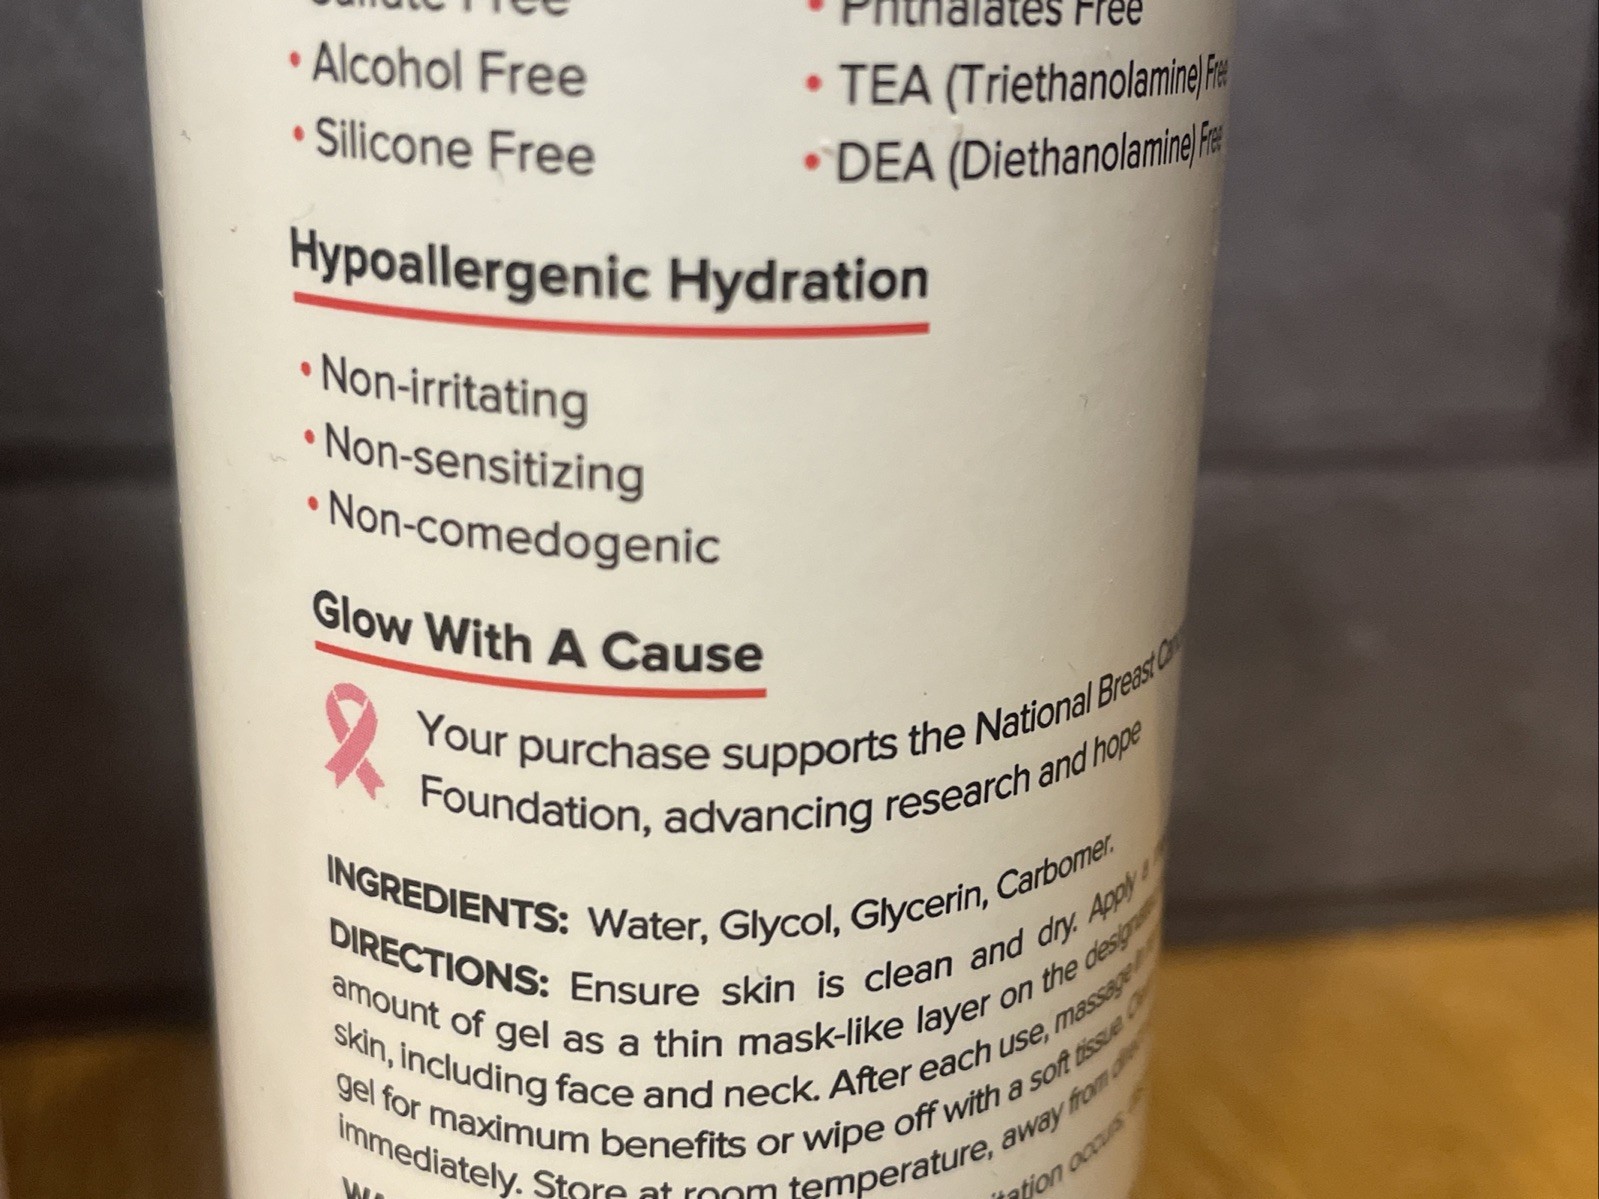 Sulfate Free
• Phthalates Free
• Alcohol Free
• TEA (Triethanolamine) Free
• Silicone Free
• DEA (Diethanolamine) Free
Hypoallergenic Hydration
• Non-irritating
• Non-sensitizing
• Non-comedogenic
Glow With A Cause
Your purchase supports the National Breast
Foundation, advancing research and hope
INGREDIENTS: Water, Glycol, Glycerin, Carbomer.
DIRECTIONS: Ensure skin is clean and dry. Apply a
amount of gel as a thin mask-like layer on the
skin, including face and neck. After each use, massage
gel for maximum benefits or wipe off with a soft tissue.
immediately. Store at room temperature, away from
occurs